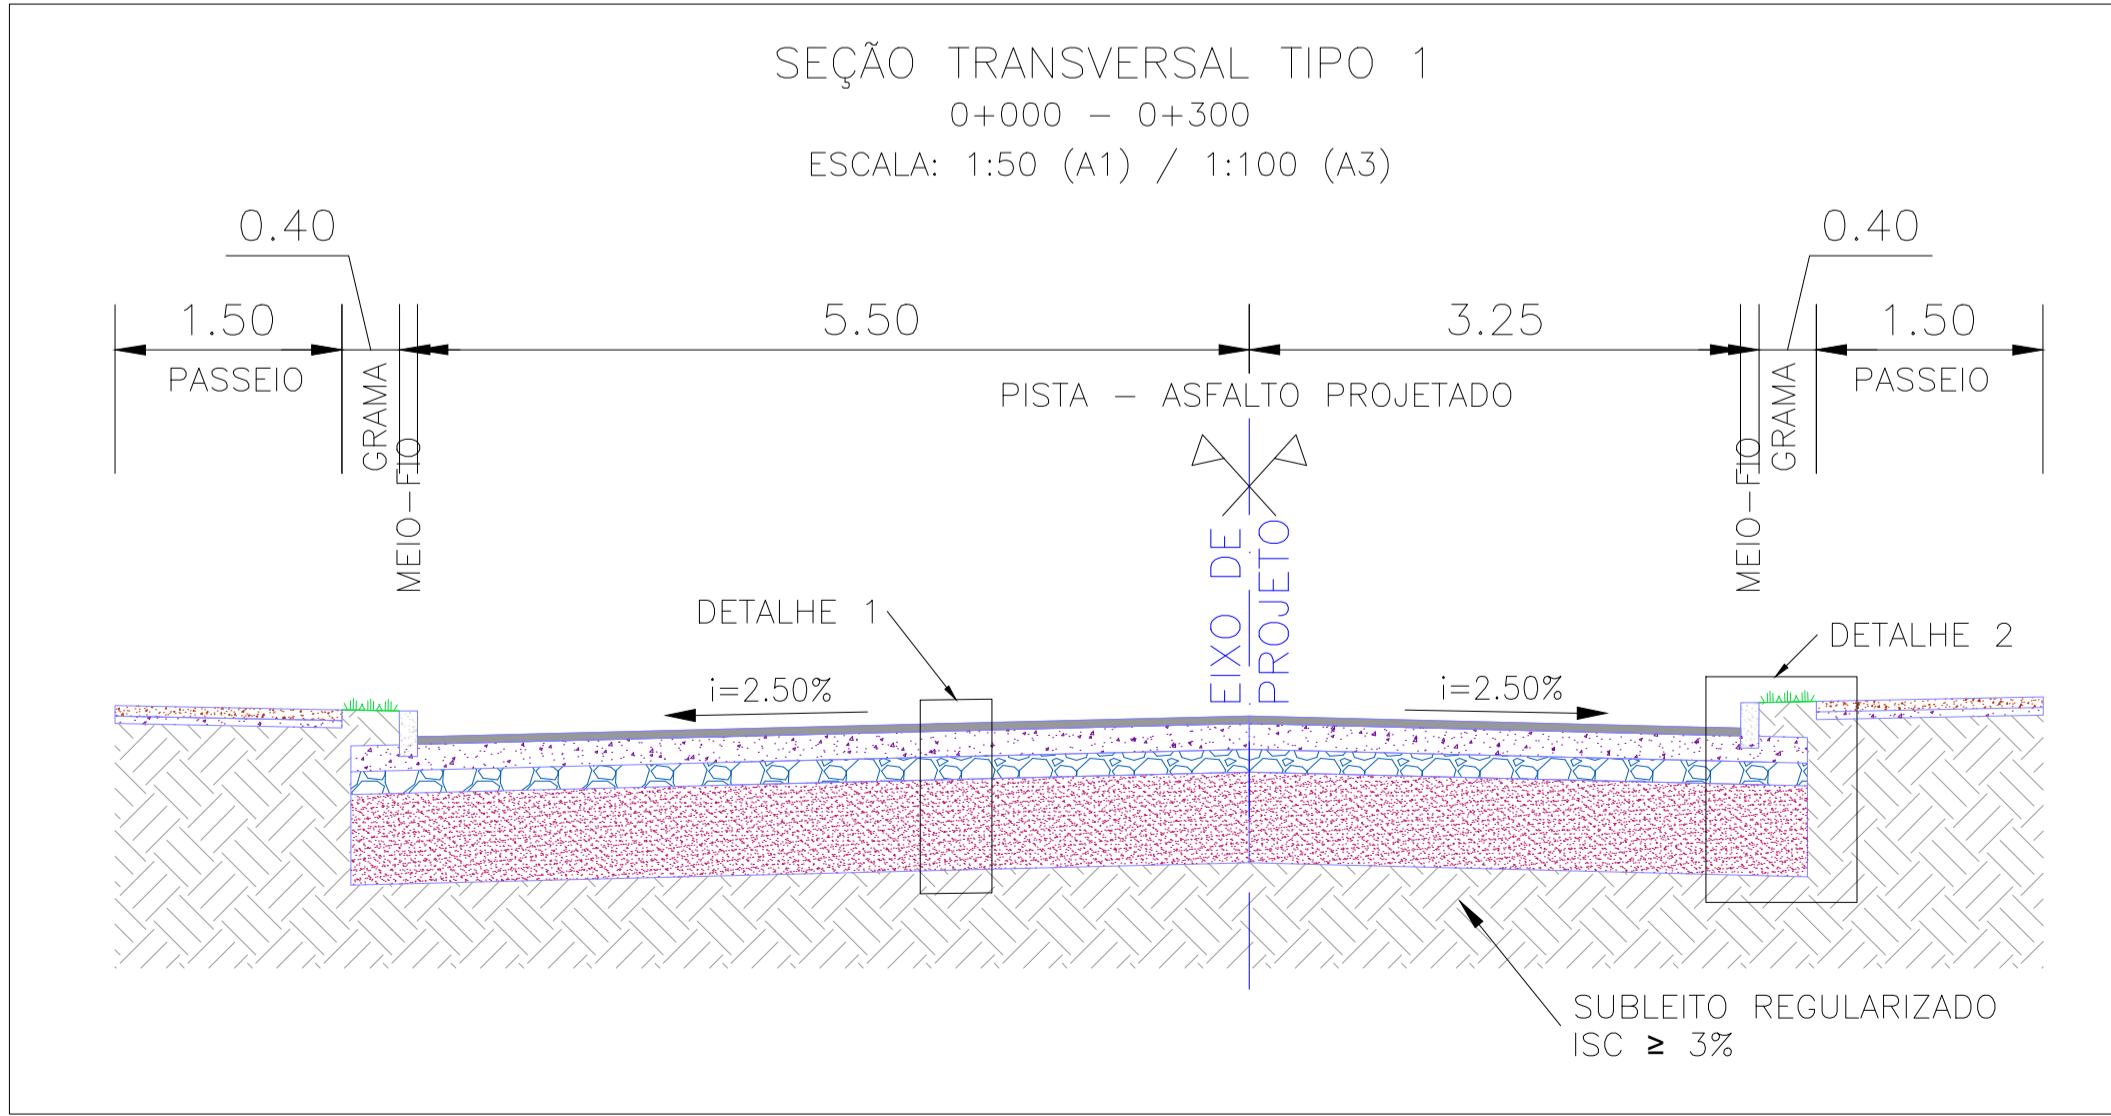 SEÇÃO TRANSVERSAL TIPO 1
0+000 – 0+300
ESCALA: 1:50 (A1) / 1:100 (A3)
0.40
0.40
1.50
5.50
3.25
1.50
PASSEIO
GRAMA
MEIO-FIO
PISTA – ASFALTO PROJETADO
MEIO-FIO
GRAMA
PASSEIO
EIXO DE
PROJETO
DETALHE 1
DETALHE 2
i=2.50%
i=2.50%
SUBLEITO REGULARIZADO
ISC ≥ 3%